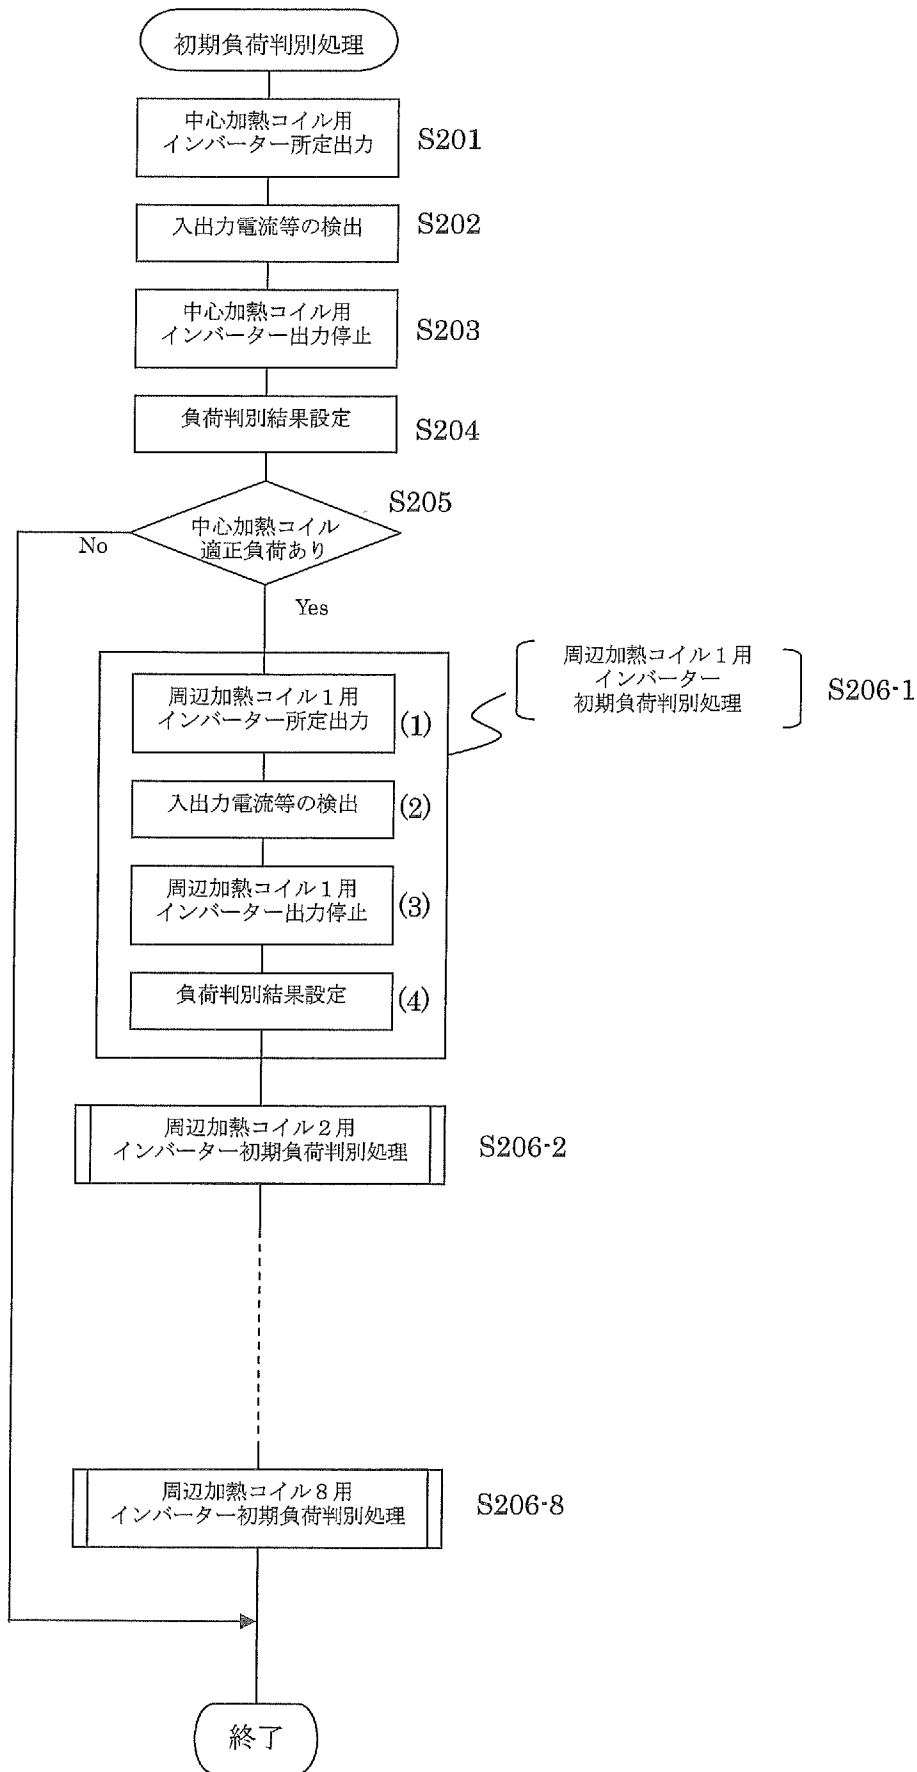 初期負荷判別処理
中心加熱コイル用
インバーター所定出力
S201
入出力電流等の検出
S202
中心加熱コイル用
インバーター出力停止
S203
負荷判別結果設定
S204
S205
中心加熱コイル
適正負荷あり
No
Yes
周辺加熱コイル1用
インバーター
初期負荷判別処理
S206-1
周辺加熱コイル1用
インバーター所定出力
(1)
入出力電流等の検出
(2)
周辺加熱コイル1用
インバーター出力停止
(3)
負荷判別結果設定
(4)
周辺加熱コイル2用
インバーター初期負荷判別処理
S206-2
周辺加熱コイル8用
インバーター初期負荷判別処理
S206-8
終了